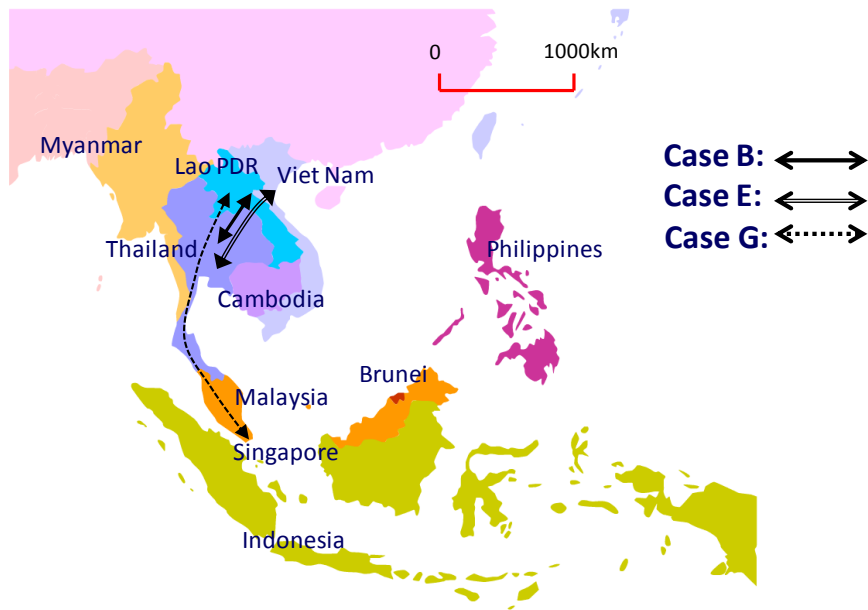 0 1000km
Myanmar
Lao PDR
Viet Nam
Thailand
Cambodia
Philippines
Malaysia
Brunei
Singapore
Indonesia
Case B:
Case E:
Case G: